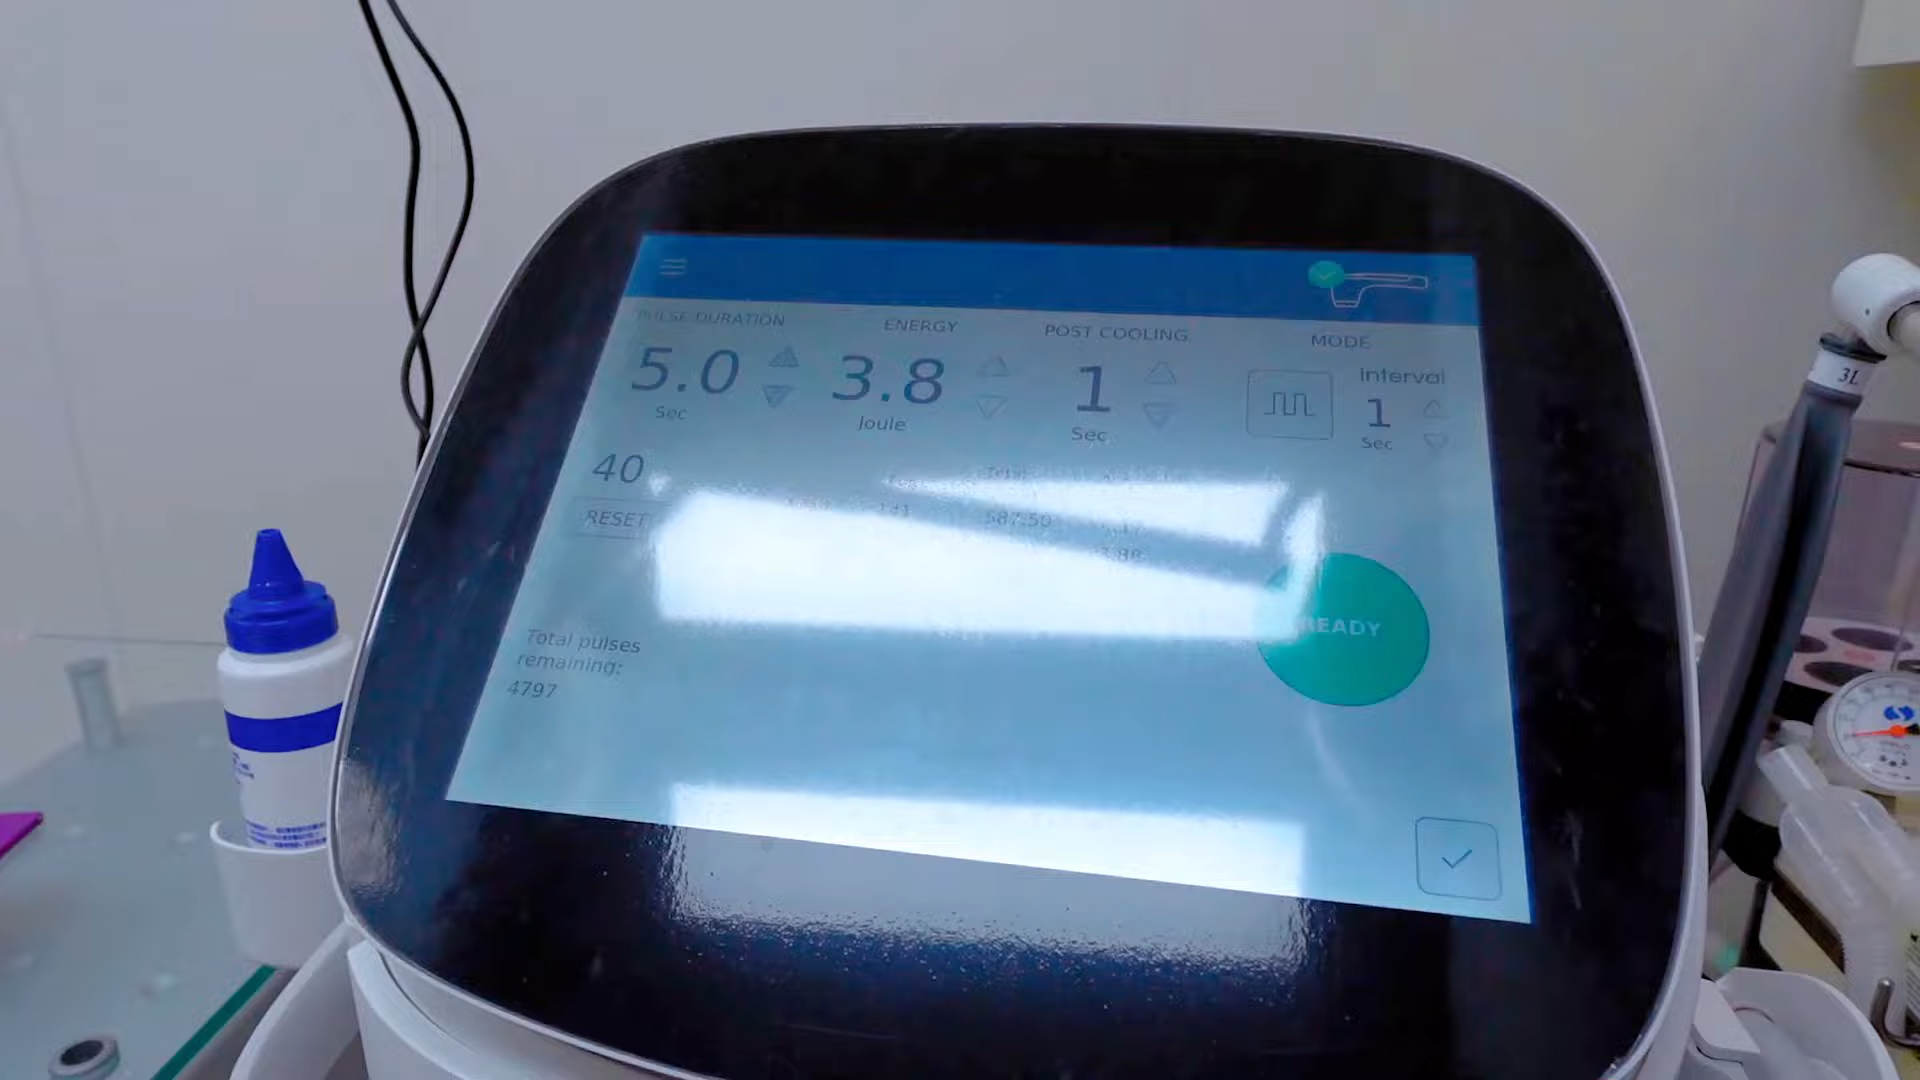 PULSE DURATION
ENERGY
POST COOLING
MODE
5.0
3.8
1
Interval
1
Sec
Joule
Sec
Sec
40
RESET
587.50
READY
Total pulses
remaining:
4797
3L